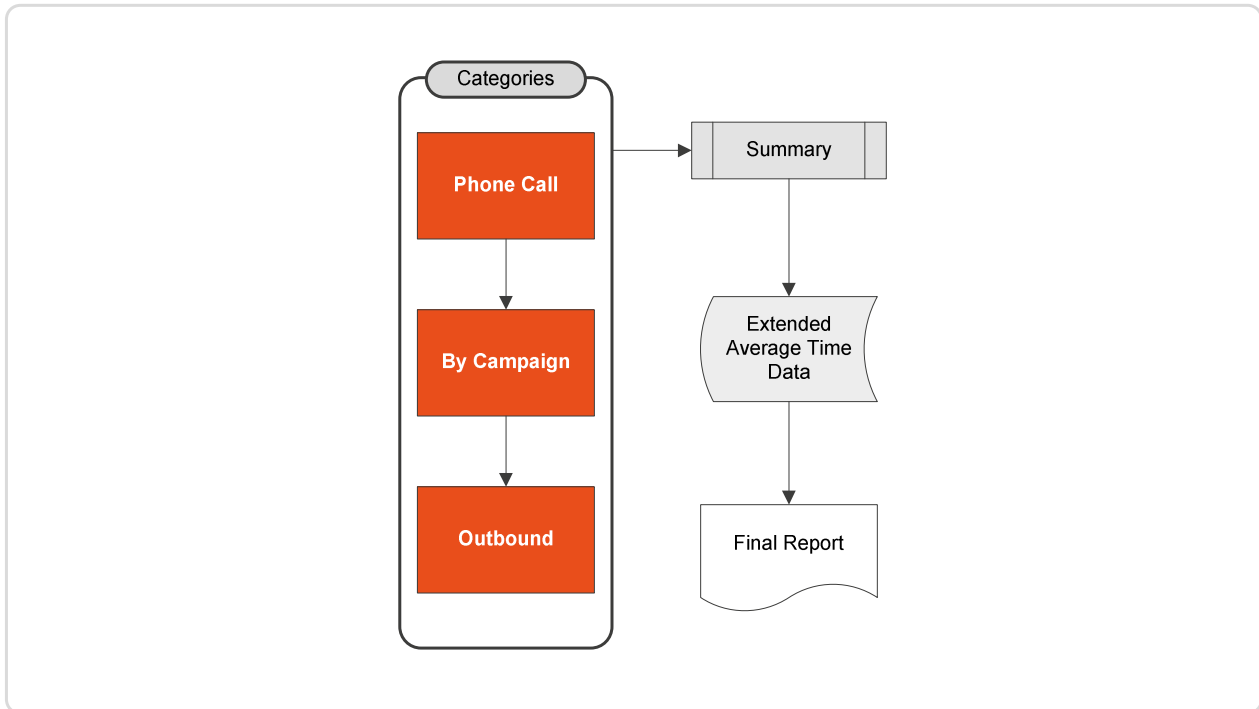 Categories
Phone Call
By Campaign
Outbound
Summary
Extended
Average Time
Data
Final Report